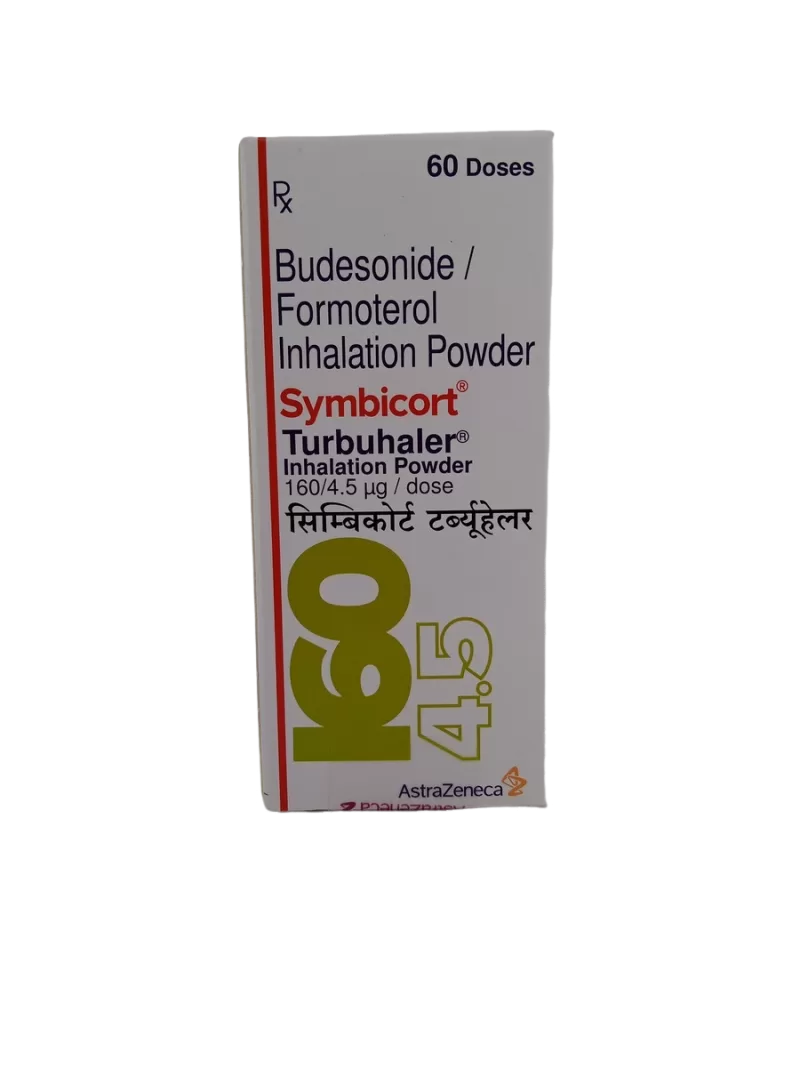 60 Doses
Rx
Budesonide /
Formoterol
Inhalation Powder
Symbicort®
Turbuhaler®
Inhalation Powder
160/4.5 µg / dose
सिम्बिकोर्ट टर्ब्यूहेलर
160
4.5
AstraZeneca